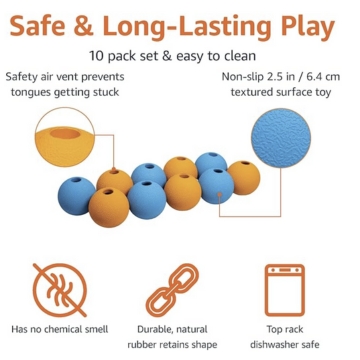 Safe & Long-Lasting Play
10 pack set & easy to clean
Safety air vent prevents
tongues getting stuck
Non-slip 2.5 in / 6.4 cm
textured surface toy
Has no chemical smell
Durable, natural
rubber retains shape
Top rack
dishwasher safe